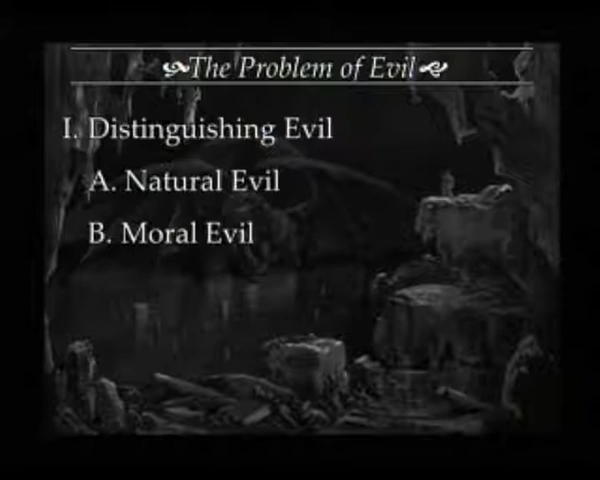 The Problem of Evil
I. Distinguishing Evil
A. Natural Evil
B. Moral Evil